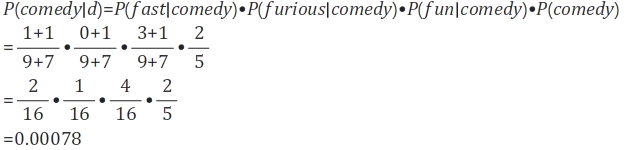 P(comedy|d)=P(fast|comedy)•P(furious|comedy)•P(fun|comedy)•P(comedy)
= 1+1/9+7 • 0+1/9+7 • 3+1/9+7 • 2/5
= 2/16 • 1/16 • 4/16 • 2/5
=0.00078